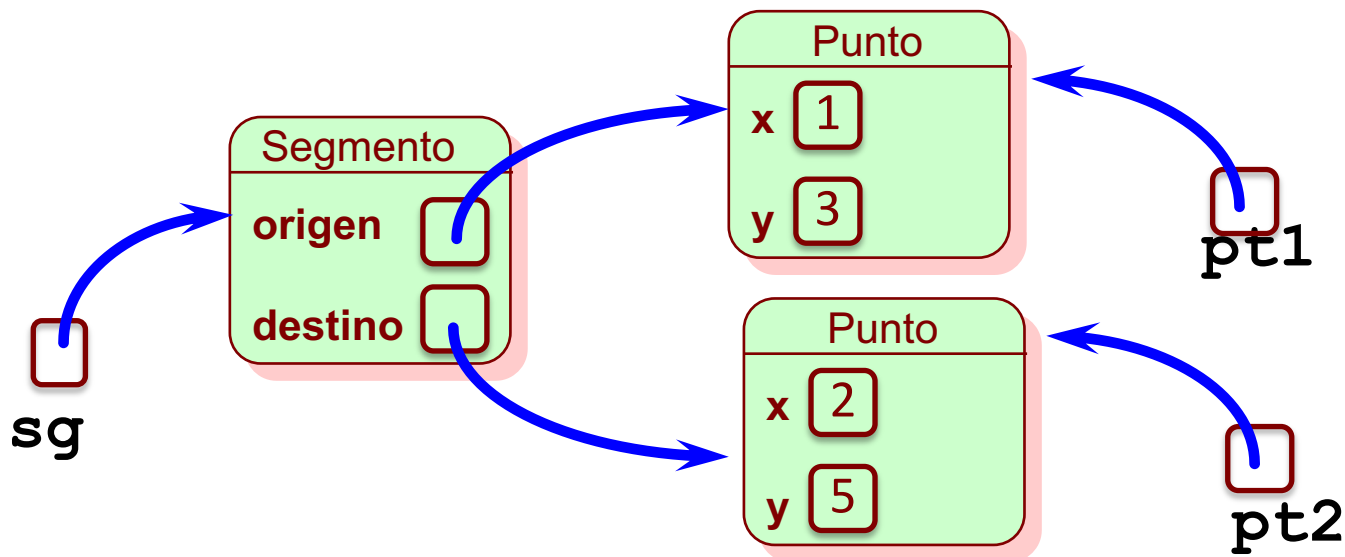 Punto
x 1
y 3
Segmento
origen
destino
sg
pt1
Punto
x 2
y 5
pt2